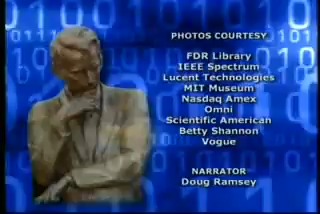 PHOTOS COURTESY
FDR Library
IEEE Spectrum
Lucent Technologies
MIT Museum
Nasdaq Amex
Omni
Scientific American
Betty Shannon
Vogue
NARRATOR
Doug Ramsey